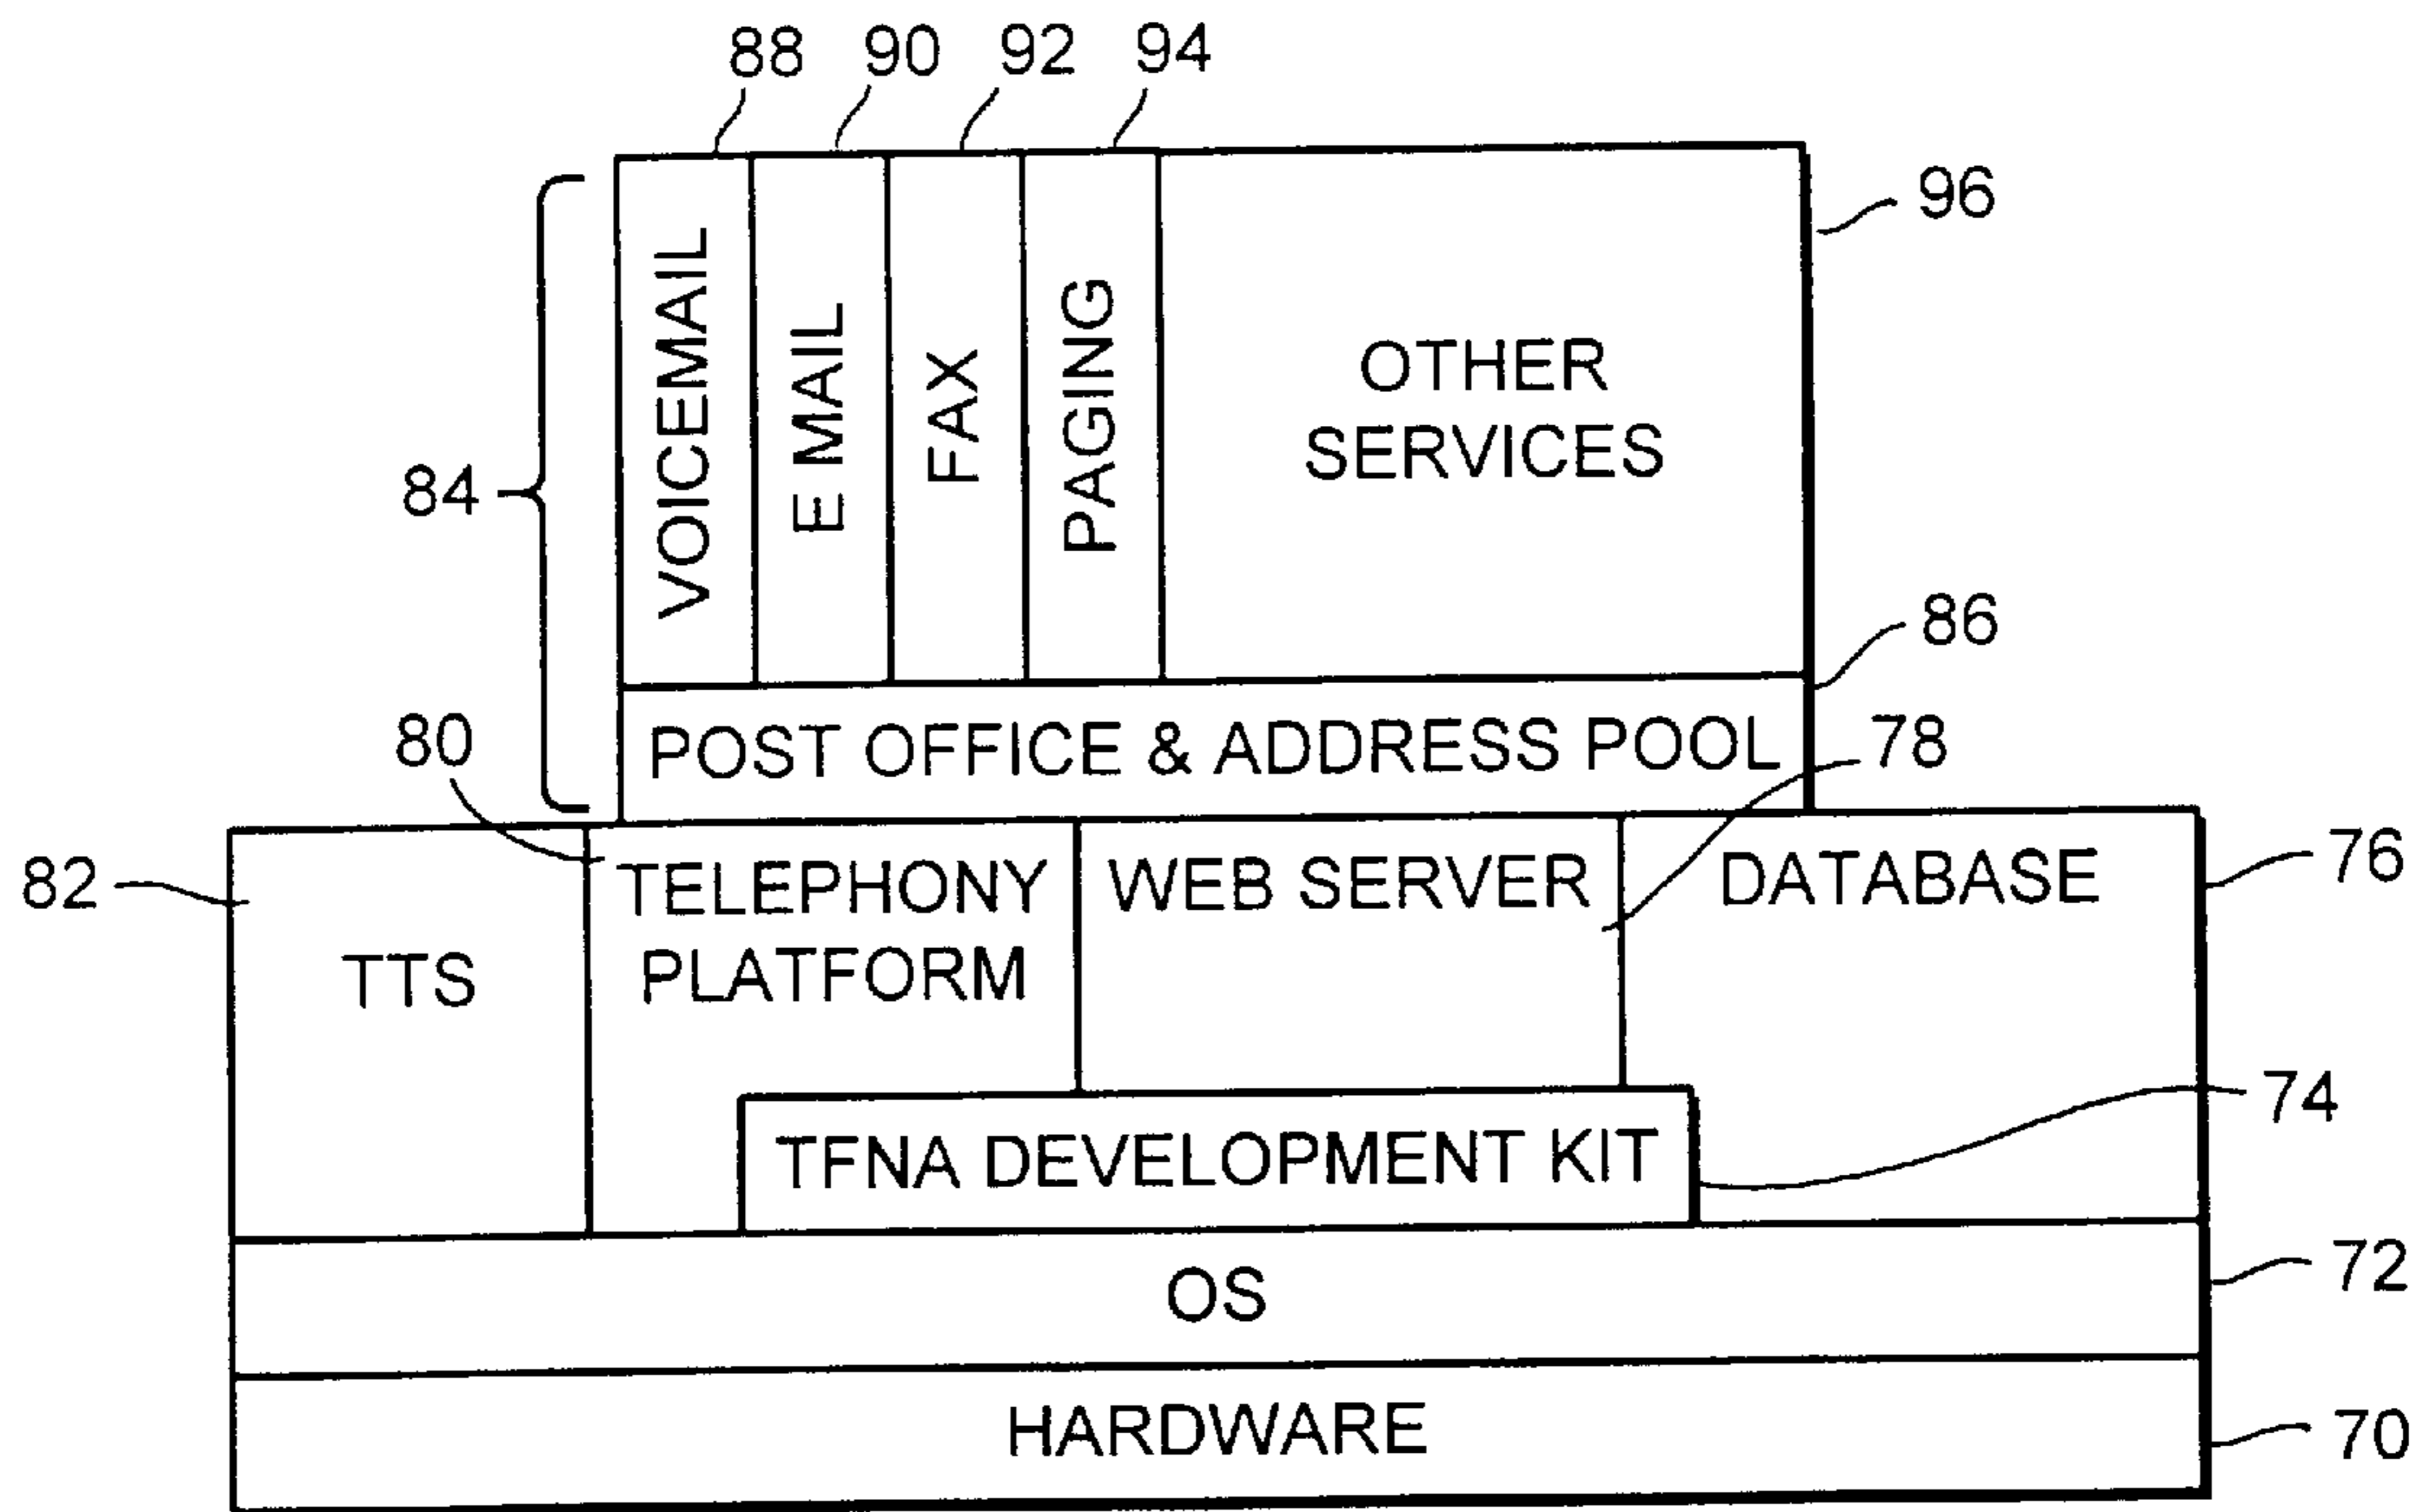 88 90 92 94
96
VOICEMAIL
E MAIL
FAX
PAGING
OTHER
SERVICES
84
86
POST OFFICE & ADDRESS POOL
80
78
82
TTS
TELEPHONY
PLATFORM
WEB SERVER
DATABASE
76
TFNA DEVELOPMENT KIT
74
OS
72
HARDWARE
70